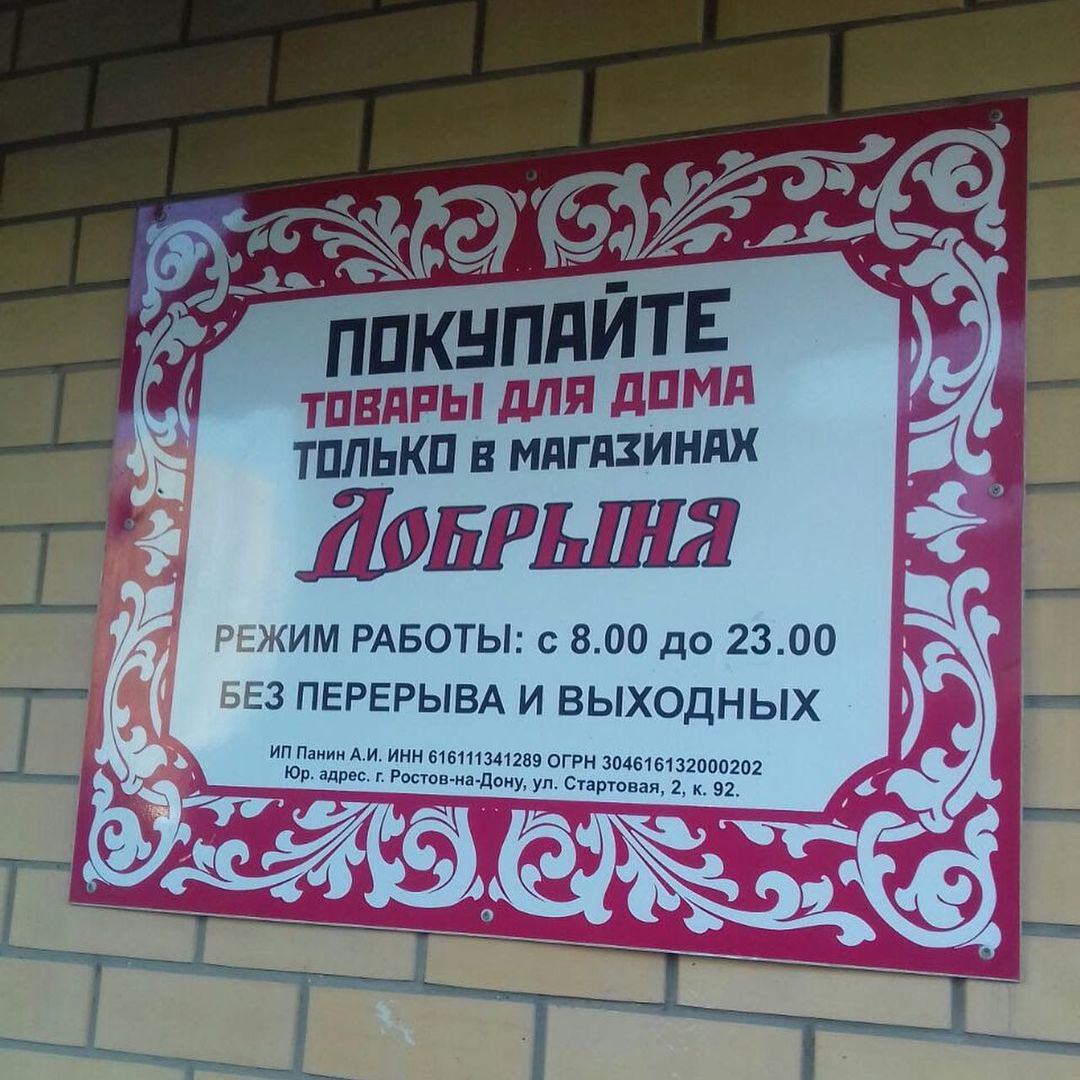 ПОКУПАЙТЕ
ТОВАРЫ ДЛЯ ДОМА
ТОЛЬКО В МАГАЗИНАХ
ДОБРЫНЯ
РЕЖИМ РАБОТЫ: с 8.00 до 23.00
БЕЗ ПЕРЕРЫВА И ВЫХОДНЫХ
ИП Панин А.И. ИНН 616111341289 ОГРН 304616132000202
Юр. адрес. г. Ростов-на-Дону, ул. Стартовая, 2, к. 92.